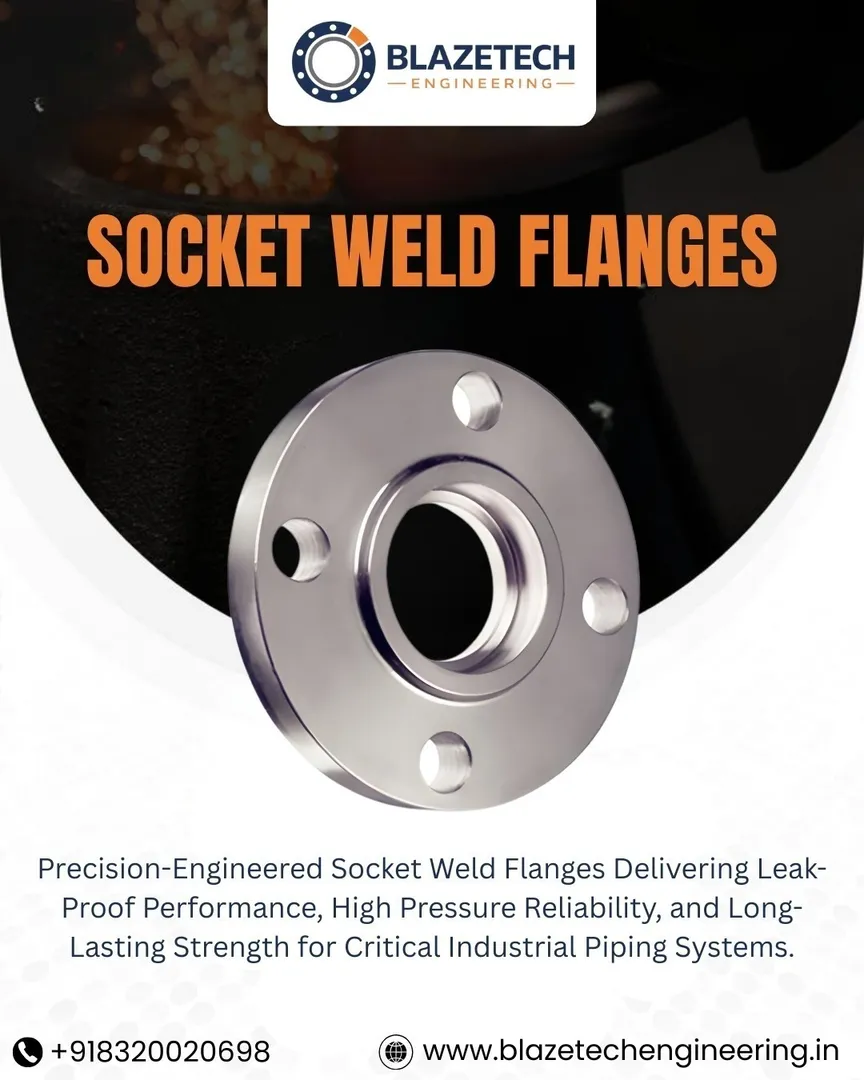 BLAZETECH
ENGINEERING
SOCKET WELD FLANGES
Precision-Engineered Socket Weld Flanges Delivering Leak-
Proof Performance, High Pressure Reliability, and Long-
Lasting Strength for Critical Industrial Piping Systems.
+918320020698
www.blazetechengineering.in